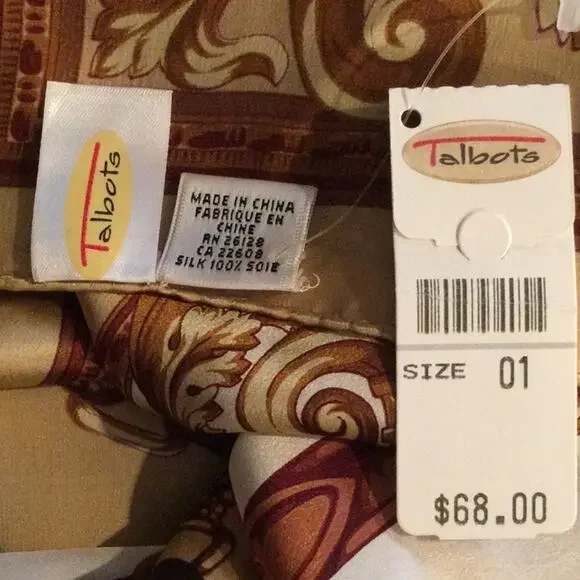 Talbots
MADE IN CHINA
FABRIQUE EN
CHINE
RN 26128
CA 22608
SILK 100% SOIE
Talbots
SIZE 01
$68.00